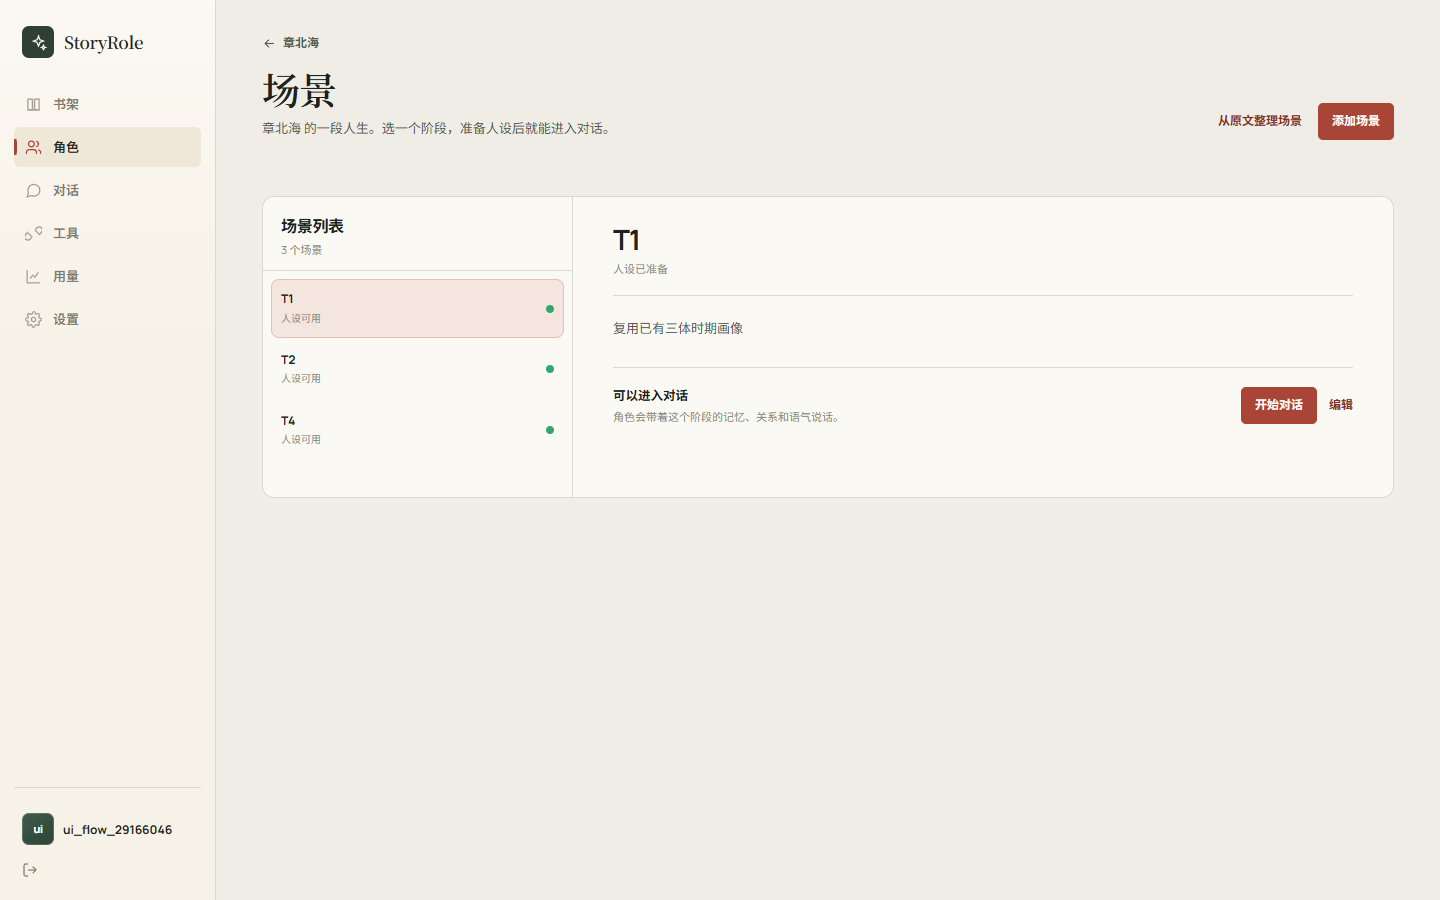 StoryRole
书架
角色
对话
工具
用量
设置
ui
ui_flow_29166046
← 章北海
场景
章北海 的一段人生。选一个阶段，准备人设后就能进入对话。
从原文整理场景
添加场景
场景列表
3 个场景
T1
人设可用
T2
人设可用
T4
人设可用
T1
人设已准备
复用已有三体时期画像
可以进入对话
角色会带着这个阶段的记忆、关系和语气说话。
开始对话
编辑